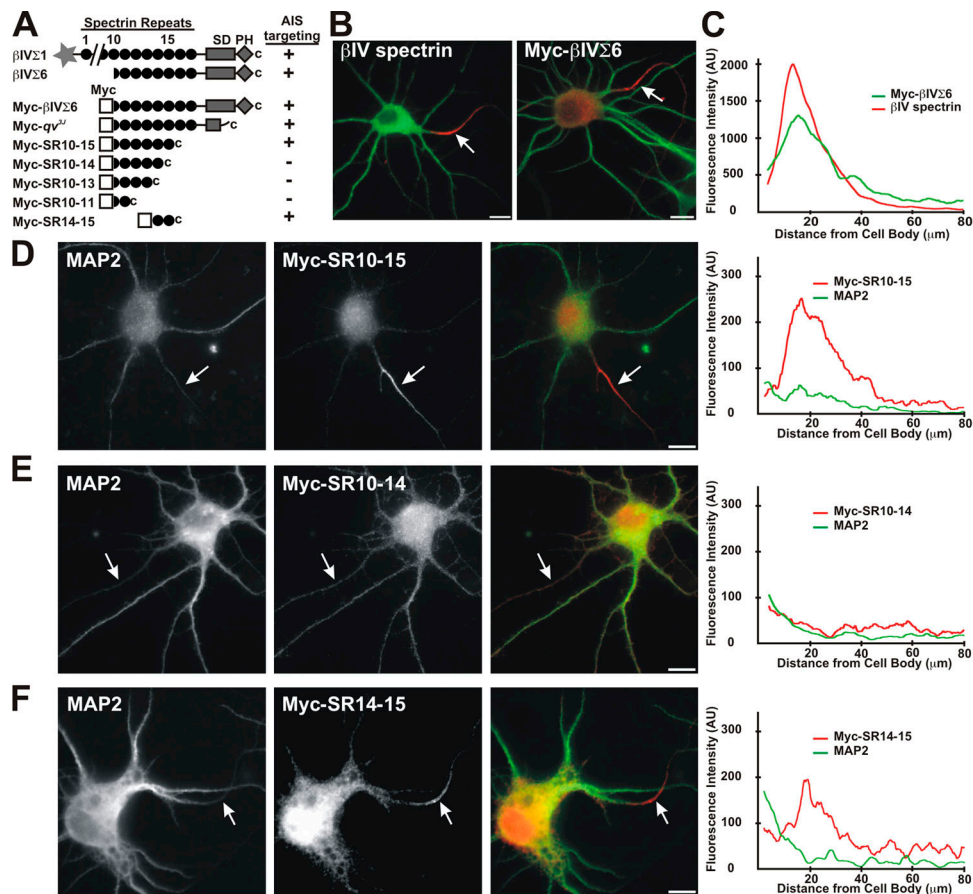 A
Spectrin Repeats
AIS
targeting
1 10 15 SD PH
βIVΣ1 C +
βIVΣ6 C +
Myc
Myc-βIVΣ6 C +
Myc-qv3J C +
Myc-SR10-15 C +
Myc-SR10-14 C -
Myc-SR10-13 C -
Myc-SR10-11 C -
Myc-SR14-15 C +
B
βIV spectrin
Myc-βIVΣ6
C
Fluorescence Intensity (AU)
2000
1500
1000
500
0
Myc-βIVΣ6
βIV spectrin
20 40 60 80
Distance from Cell Body (μm)
D
MAP2
Myc-SR10-15
Fluorescence Intensity (AU)
300
200
100
0
Myc-SR10-15
MAP2
20 40 60 80
Distance from Cell Body (μm)
E
MAP2
Myc-SR10-14
Fluorescence Intensity (AU)
300
200
100
0
Myc-SR10-14
MAP2
20 40 60 80
Distance from Cell Body (μm)
F
MAP2
Myc-SR14-15
Fluorescence Intensity (AU)
300
200
100
0
Myc-SR14-15
MAP2
20 40 60 80
Distance from Cell Body (μm)